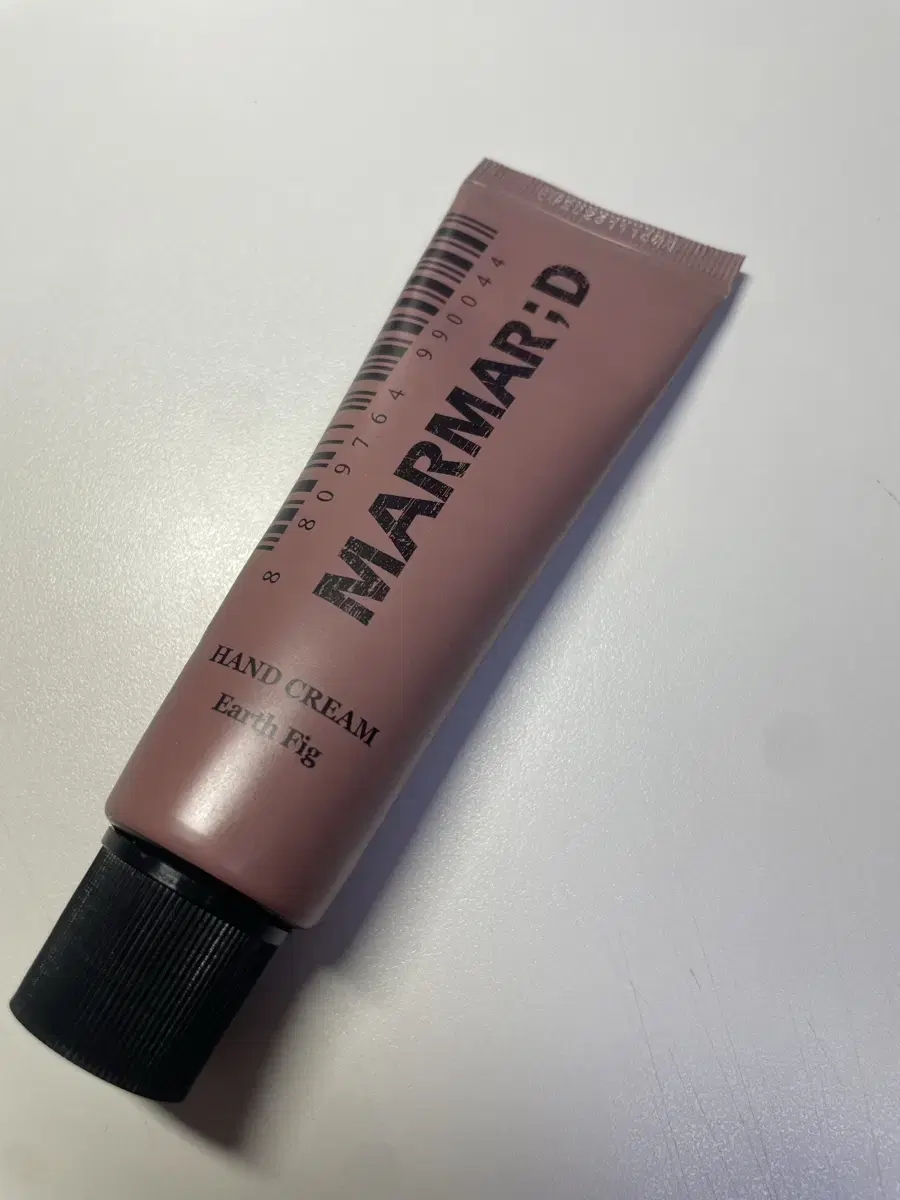 MARMAR;D
8 809764 990044
HAND CREAM
Earth Fig